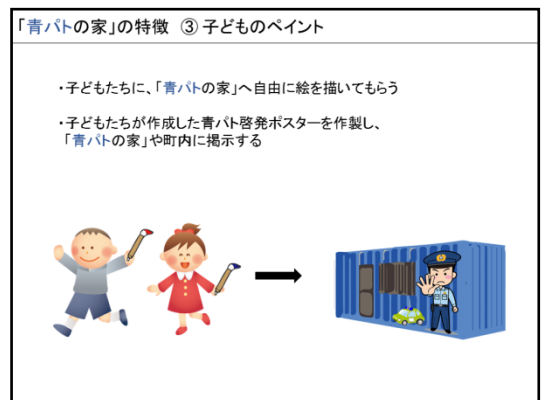 「青パトの家」の特徴 ③ 子どものペイント
・子どもたちに、「青パトの家」へ自由に絵を描いてもらう
・子どもたちが作成した青パト啓発ポスターを作製し、
「青パトの家」や町内に掲示する